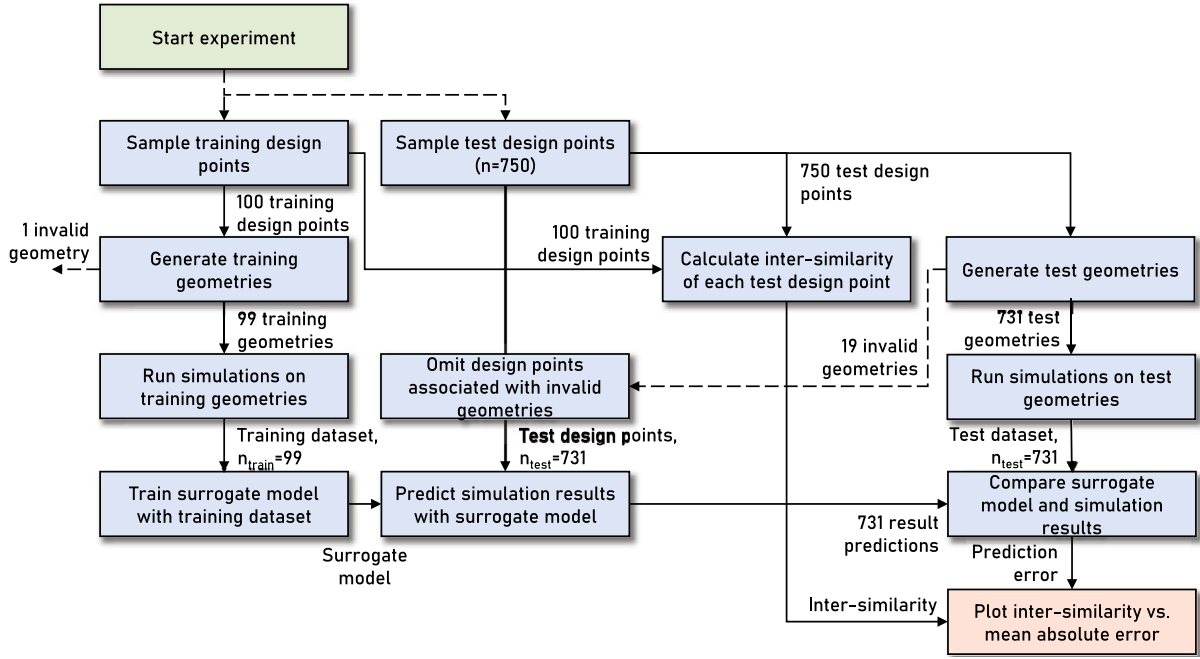 Start experiment
Sample training design
points
Sample test design points
(n=750)
750 test design
points
100 training
design points
1 invalid
geometry
Generate training
geometries
100 training
design points
Calculate inter-similarity
of each test design point
Generate test geometries
99 training
geometries
731 test
geometries
19 invalid
geometries
Run simulations on
training geometries
Omit design points
associated with invalid
geometries
Run simulations on test
geometries
Training dataset,
ntrain=99
Test design points,
ntest=731
Test dataset,
ntest=731
Train surrogate model
with training dataset
Predict simulation results
with surrogate model
Compare surrogate
model and simulation
results
Surrogate
model
731 result
predictions
Prediction
error
Inter-similarity
Plot inter-similarity vs.
mean absolute error